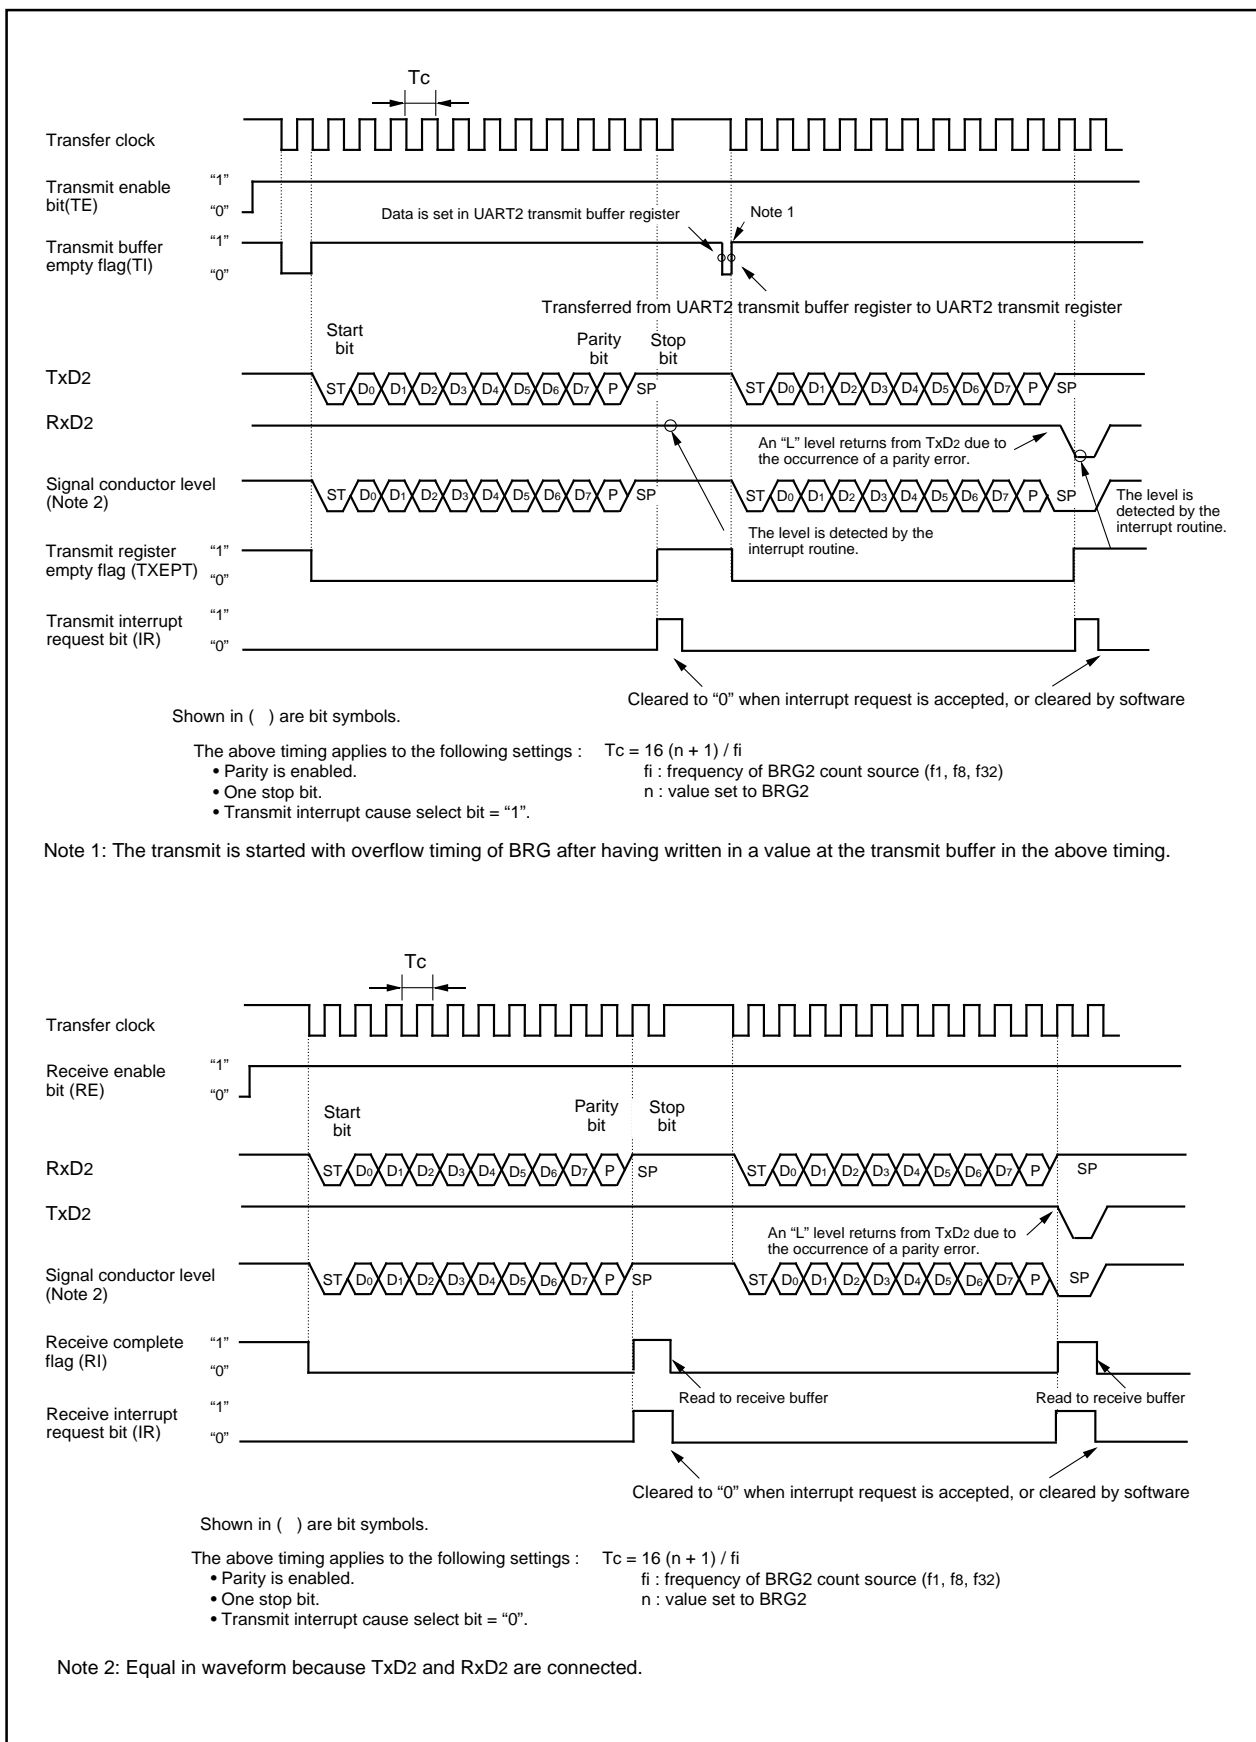 Tc
Transfer clock
Transmit enable
bit(TE)
“1”
“0”
Data is set in UART2 transmit buffer register
Note 1
Transmit buffer
empty flag(TI)
“1”
“0”
Transferred from UART2 transmit buffer register to UART2 transmit register
Start
bit
Parity
bit
Stop
bit
TxD2
ST D0 D1 D2 D3 D4 D5 D6 D7 P SP
ST D0 D1 D2 D3 D4 D5 D6 D7 P SP
RxD2
An “L” level returns from TxD2 due to
the occurrence of a parity error.
Signal conductor level
(Note 2)
ST D0 D1 D2 D3 D4 D5 D6 D7 P SP
ST D0 D1 D2 D3 D4 D5 D6 D7 P SP
The level is
detected by the
interrupt routine.
The level is detected by the
interrupt routine.
Transmit register
empty flag (TXEPT)
“1”
“0”
Transmit interrupt
request bit (IR)
“1”
“0”
Cleared to “0” when interrupt request is accepted, or cleared by software
Shown in ( ) are bit symbols.
The above timing applies to the following settings :
• Parity is enabled.
• One stop bit.
• Transmit interrupt cause select bit = “1”.
Tc = 16 (n + 1) / fi
fi : frequency of BRG2 count source (f1, f8, f32)
n : value set to BRG2
Note 1: The transmit is started with overflow timing of BRG after having written in a value at the transmit buffer in the above timing.
Tc
Transfer clock
Receive enable
bit (RE)
“1”
“0”
Start
bit
Parity
bit
Stop
bit
RxD2
ST D0 D1 D2 D3 D4 D5 D6 D7 P SP
ST D0 D1 D2 D3 D4 D5 D6 D7 P SP
TxD2
An “L” level returns from TxD2 due to
the occurrence of a parity error.
Signal conductor level
(Note 2)
ST D0 D1 D2 D3 D4 D5 D6 D7 P SP
ST D0 D1 D2 D3 D4 D5 D6 D7 P SP
Receive complete
flag (RI)
“1”
“0”
Read to receive buffer
Read to receive buffer
Receive interrupt
request bit (IR)
“1”
“0”
Cleared to “0” when interrupt request is accepted, or cleared by software
Shown in ( ) are bit symbols.
The above timing applies to the following settings :
• Parity is enabled.
• One stop bit.
• Transmit interrupt cause select bit = “0”.
Tc = 16 (n + 1) / fi
fi : frequency of BRG2 count source (f1, f8, f32)
n : value set to BRG2
Note 2: Equal in waveform because TxD2 and RxD2 are connected.